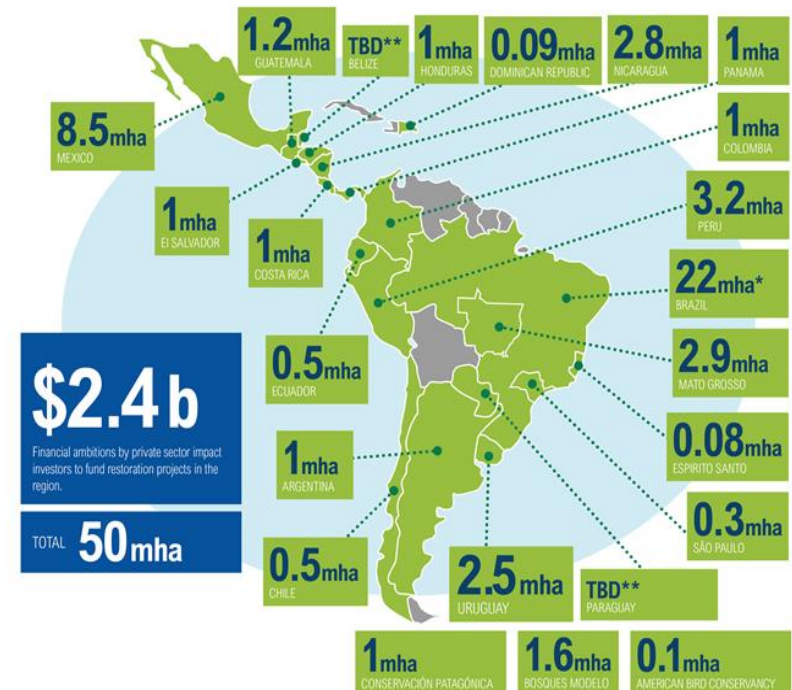 1.2mha
GUATEMALA
TBD**
BELIZE
1mha
HONDURAS
0.09mha
DOMINICAN REPUBLIC
2.8mha
NICARAGUA
1mha
PANAMA
8.5mha
MEXICO
1mha
COLOMBIA
1mha
El SALVADOR
1mha
COSTA RICA
3.2mha
PERU
22mha*
BRAZIL
0.5mha
ECUADOR
2.9mha
MATO GROSSO
$2.4 b
Financial ambitions by private sector impact
investors to fund restoration projects in the
region.
1mha
ARGENTINA
0.08mha
ESPIRITO SANTO
TOTAL 50 mha
0.3mha
SÃO PAULO
0.5mha
CHILE
2.5 mha
URUGUAY
TBD**
PARAGUAY
1mha
CONSERVACIÓN PATAGÓNICA
1.6mha
BOSQUES MODELO
0.1mha
AMERICAN BIRD CONSERVANCY